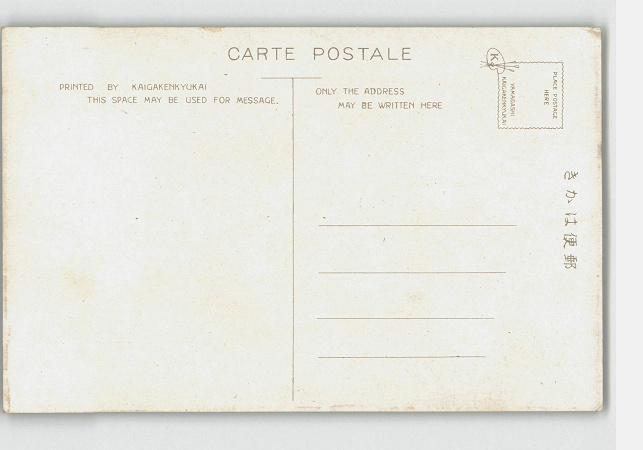 CARTE POSTALE
PRINTED BY KAIGAKENKYUKAI
THIS SPACE MAY BE USED FOR MESSAGE.
ONLY THE ADDRESS
MAY BE WRITTEN HERE
K
PLACE POSTAGE
HERE
YAMAGASHI
KAIGAKENKYUKAI
きかは便郵